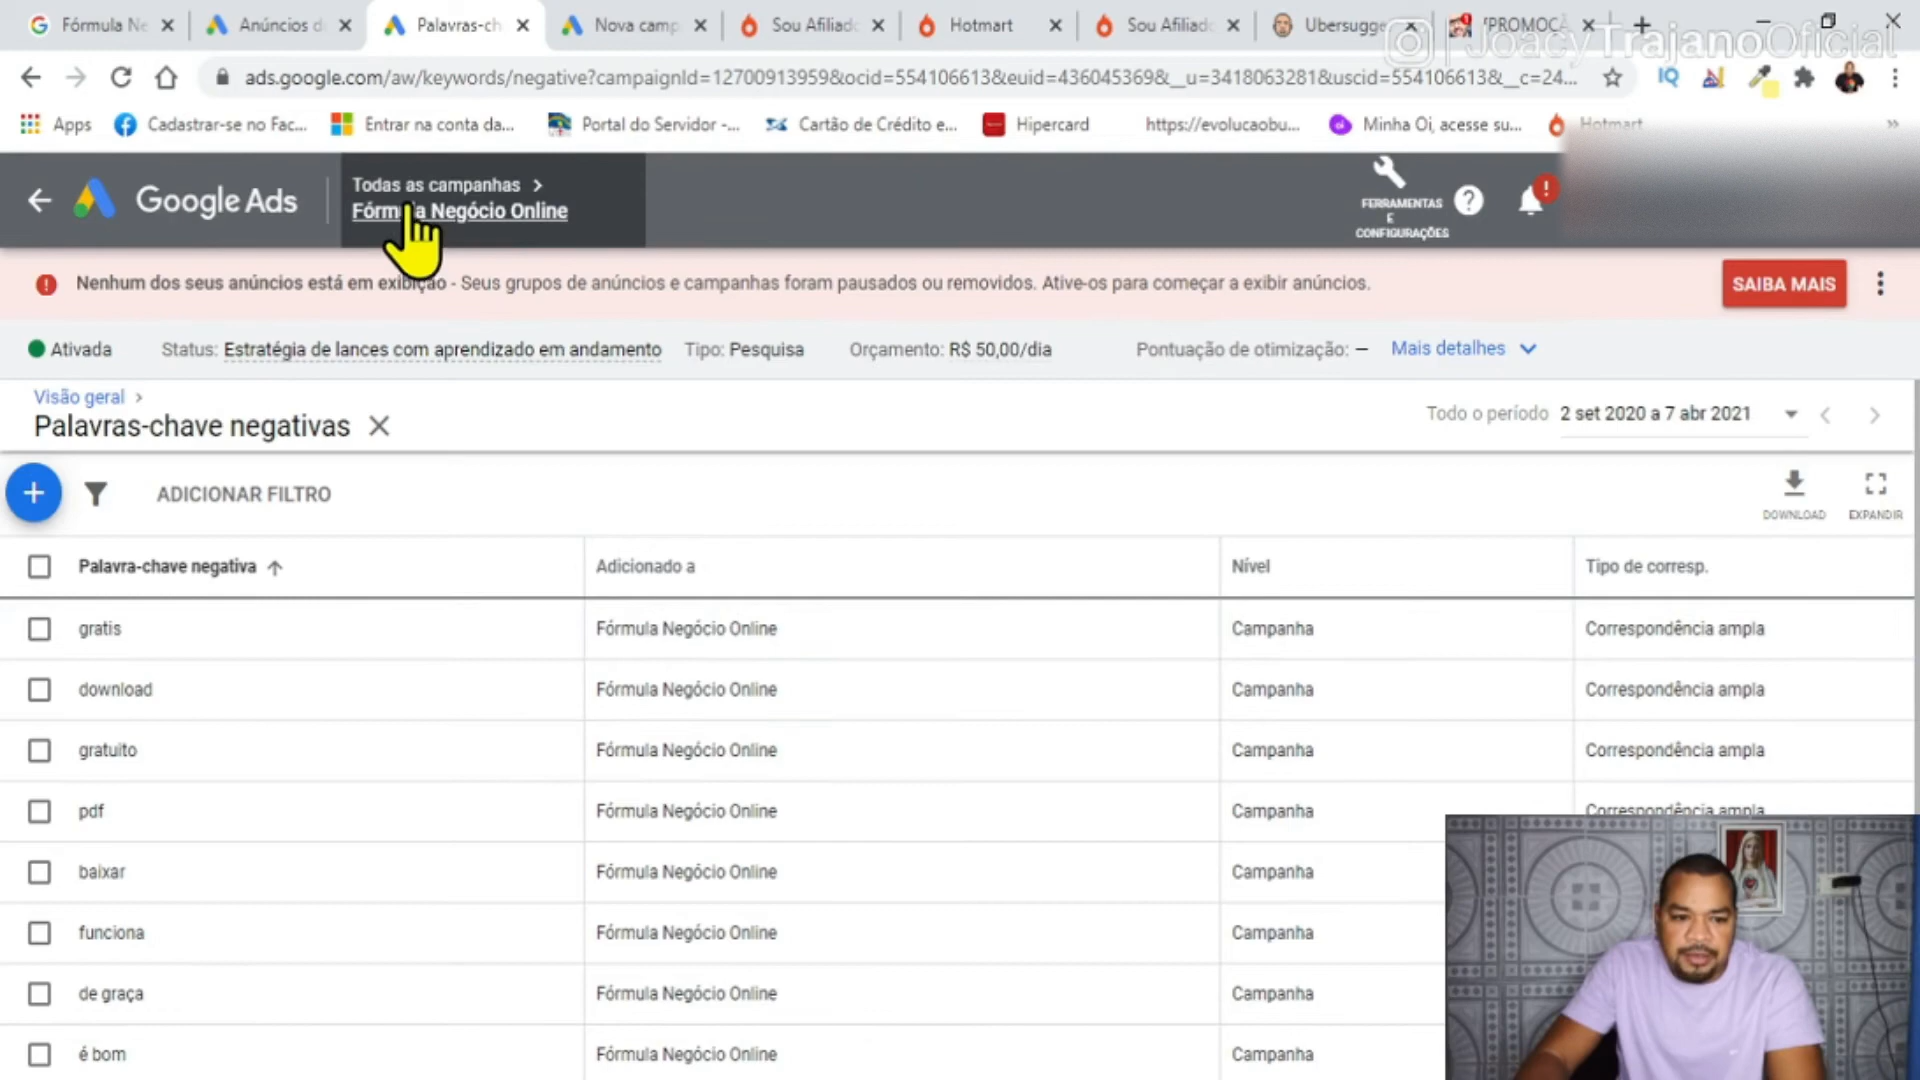 Fórmula Ne
Anúncios d
Palavras-ch
Nova camp
Sou Afiliado
Hotmart
Sou Afiliado
Ubersugge
JoacyTrajanoOficial
ads.google.com/aw/keywords/negative?campaignId=12700913959&ocid=554106613&euid=436045369&__u=3418063281&uscid=554106613&__c=24...
IQ
Apps
Cadastrar-se no Fac...
Entrar na conta da...
Portal do Servidor -...
Cartão de Crédito e...
Hipercard
https://evolucaobu...
Minha Oi, acesse su...
Hotmart
»
Google Ads
Todas as campanhas >
Fórmula Negócio Online
FERRAMENTAS
E
CONFIGURAÇÕES
Nenhum dos seus anúncios está em exibição - Seus grupos de anúncios e campanhas foram pausados ou removidos. Ative-os para começar a exibir anúncios.
SAIBA MAIS
Ativada
Status: Estratégia de lances com aprendizado em andamento
Tipo: Pesquisa
Orçamento: R$ 50,00/dia
Pontuação de otimização: –
Mais detalhes
Visão geral >
Palavras-chave negativas
Todo o período 2 set 2020 a 7 abr 2021
ADICIONAR FILTRO
DOWNLOAD
EXPANDIR
Palavra-chave negativa
Adicionado a
Nível
Tipo de corresp.
gratis Fórmula Negócio Online Campanha Correspondência ampla
download Fórmula Negócio Online Campanha Correspondência ampla
gratuito Fórmula Negócio Online Campanha Correspondência ampla
pdf Fórmula Negócio Online Campanha Correspondência ampla
baixar Fórmula Negócio Online Campanha
funciona Fórmula Negócio Online Campanha
de graça Fórmula Negócio Online Campanha
é bom Fórmula Negócio Online Campanha